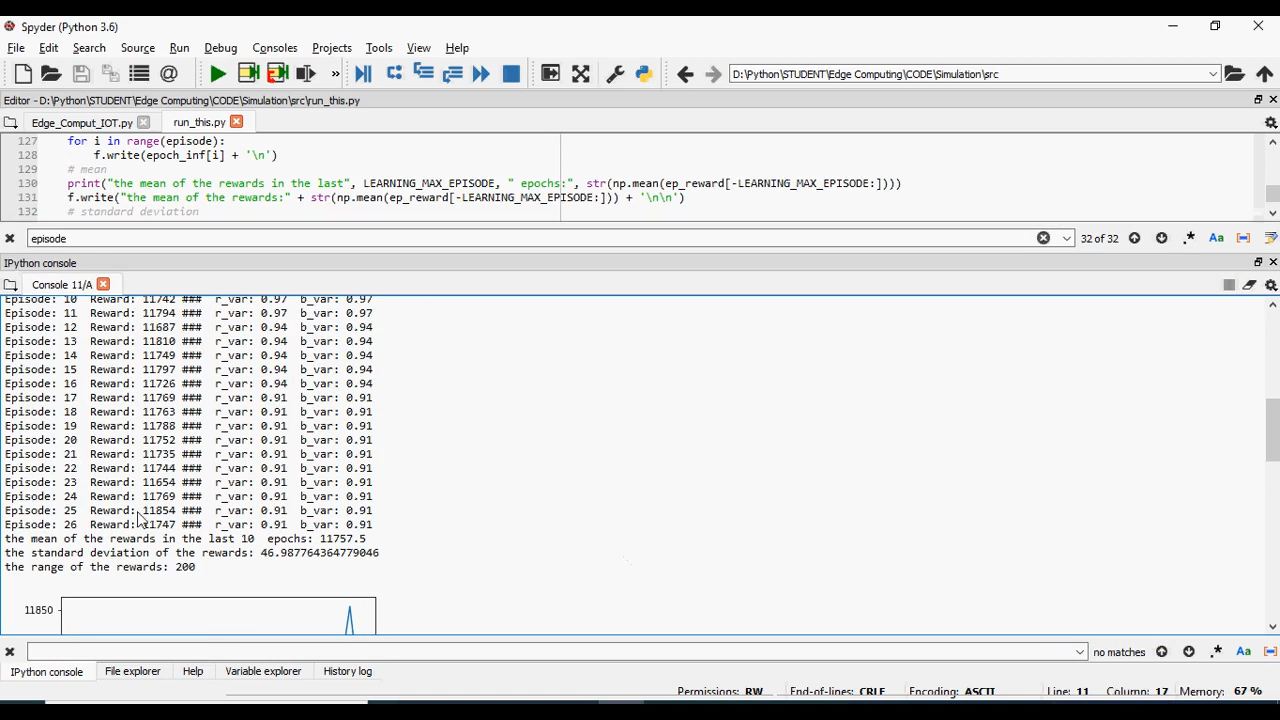 Spyder (Python 3.6)
File Edit Search Source Run Debug Consoles Projects Tools View Help
D:\Python\STUDENT\Edge Computing\CODE\Simulation\src
Editor - D:\Python\STUDENT\Edge Computing\CODE\Simulation\src\run_this.py
Edge_Comput_IOT.py run_this.py
127 for i in range(episode):
128 f.write(epoch_inf[i] + '\n')
129 # mean
130 print("the mean of the rewards in the last", LEARNING_MAX_EPISODE, " epochs:", str(np.mean(ep_reward[-LEARNING_MAX_EPISODE:])))
131 f.write("the mean of the rewards:" + str(np.mean(ep_reward[-LEARNING_MAX_EPISODE:])) + '\n\n')
132 # standard deviation
episode 32 of 32 .* Aa
IPython console
Console 11/A
Episode: 10 Reward: 11742 ### r_var: 0.97 b_var: 0.97
Episode: 11 Reward: 11794 ### r_var: 0.97 b_var: 0.97
Episode: 12 Reward: 11687 ### r_var: 0.94 b_var: 0.94
Episode: 13 Reward: 11810 ### r_var: 0.94 b_var: 0.94
Episode: 14 Reward: 11749 ### r_var: 0.94 b_var: 0.94
Episode: 15 Reward: 11797 ### r_var: 0.94 b_var: 0.94
Episode: 16 Reward: 11726 ### r_var: 0.94 b_var: 0.94
Episode: 17 Reward: 11769 ### r_var: 0.91 b_var: 0.91
Episode: 18 Reward: 11763 ### r_var: 0.91 b_var: 0.91
Episode: 19 Reward: 11788 ### r_var: 0.91 b_var: 0.91
Episode: 20 Reward: 11752 ### r_var: 0.91 b_var: 0.91
Episode: 21 Reward: 11735 ### r_var: 0.91 b_var: 0.91
Episode: 22 Reward: 11744 ### r_var: 0.91 b_var: 0.91
Episode: 23 Reward: 11654 ### r_var: 0.91 b_var: 0.91
Episode: 24 Reward: 11769 ### r_var: 0.91 b_var: 0.91
Episode: 25 Reward: 11854 ### r_var: 0.91 b_var: 0.91
Episode: 26 Reward: 11747 ### r_var: 0.91 b_var: 0.91
the mean of the rewards in the last 10 epochs: 11757.5
the standard deviation of the rewards: 46.987764364779046
the range of the rewards: 200
11850
no matches .* Aa
IPython console File explorer Help Variable explorer History log
Permissions: RW End-of-lines: CRLF Encoding: ASCII Line: 11 Column: 17 Memory: 67 %